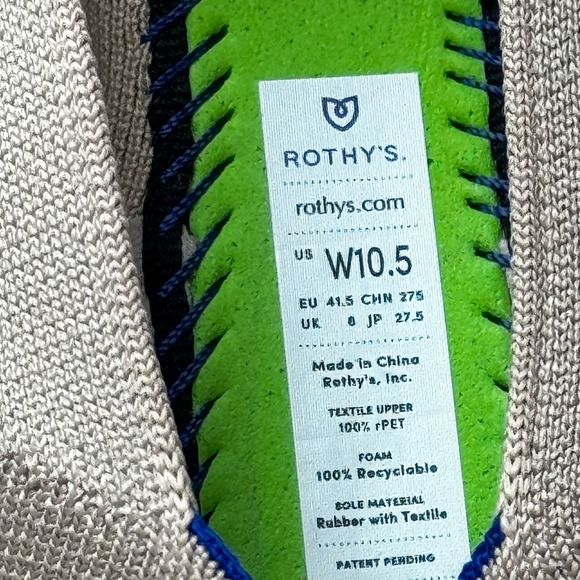 ROTHY'S.
rothys.com
US W10.5
EU 41.5 CHN 275
UK 8 JP 27.5
Made in China
Rothy's, Inc.
TEXTILE UPPER
100% rPET
FOAM
100% Recyclable
SOLE MATERIAL
Rubber with Textile
PATENT PENDING